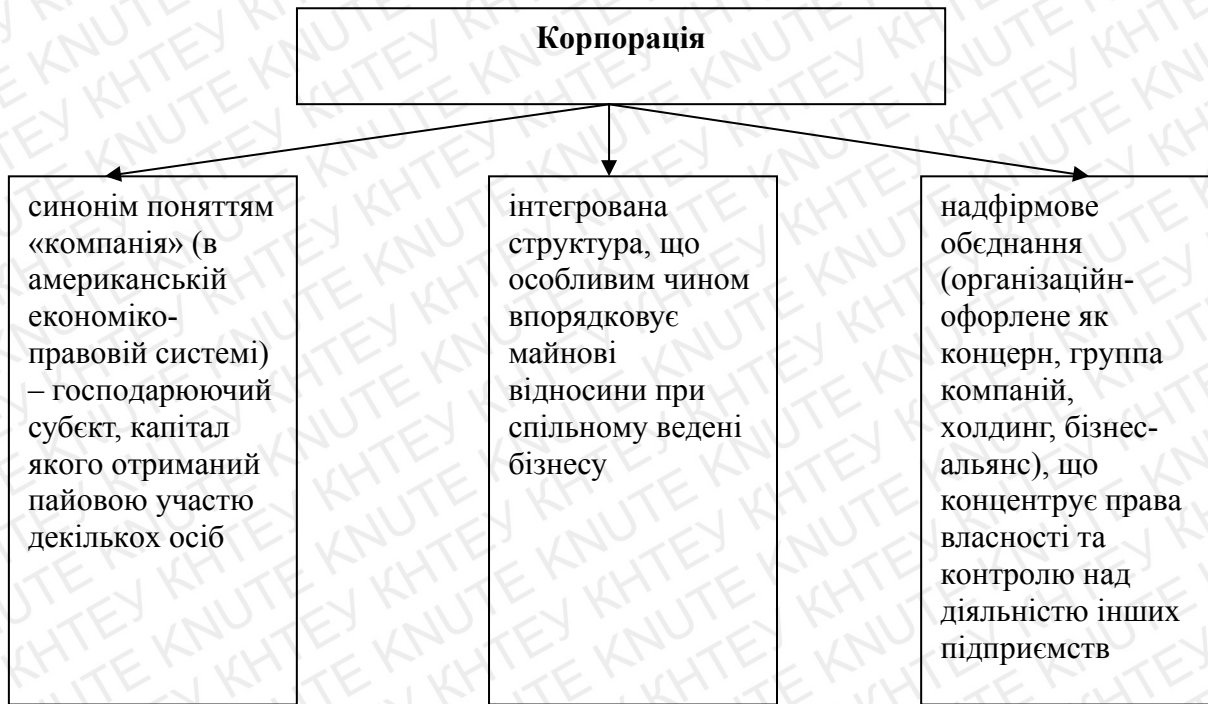 Корпорація
синонім поняттям
«компанія» (в
американській
економіко-
правовій системі)
– господарюючий
субєкт, капітал
якого отриманий
пайовою участю
декількох осіб
інтегрована
структура, що
особливим чином
впорядковує
майнові
відносини при
спільному ведені
бізнесу
надфірмове
обєднання
(організаційн-
офорлене як
концерн, группа
компаній,
холдинг, бізнес-
альянс), що
концентрує права
власності та
контролю над
діяльністю інших
підприємств